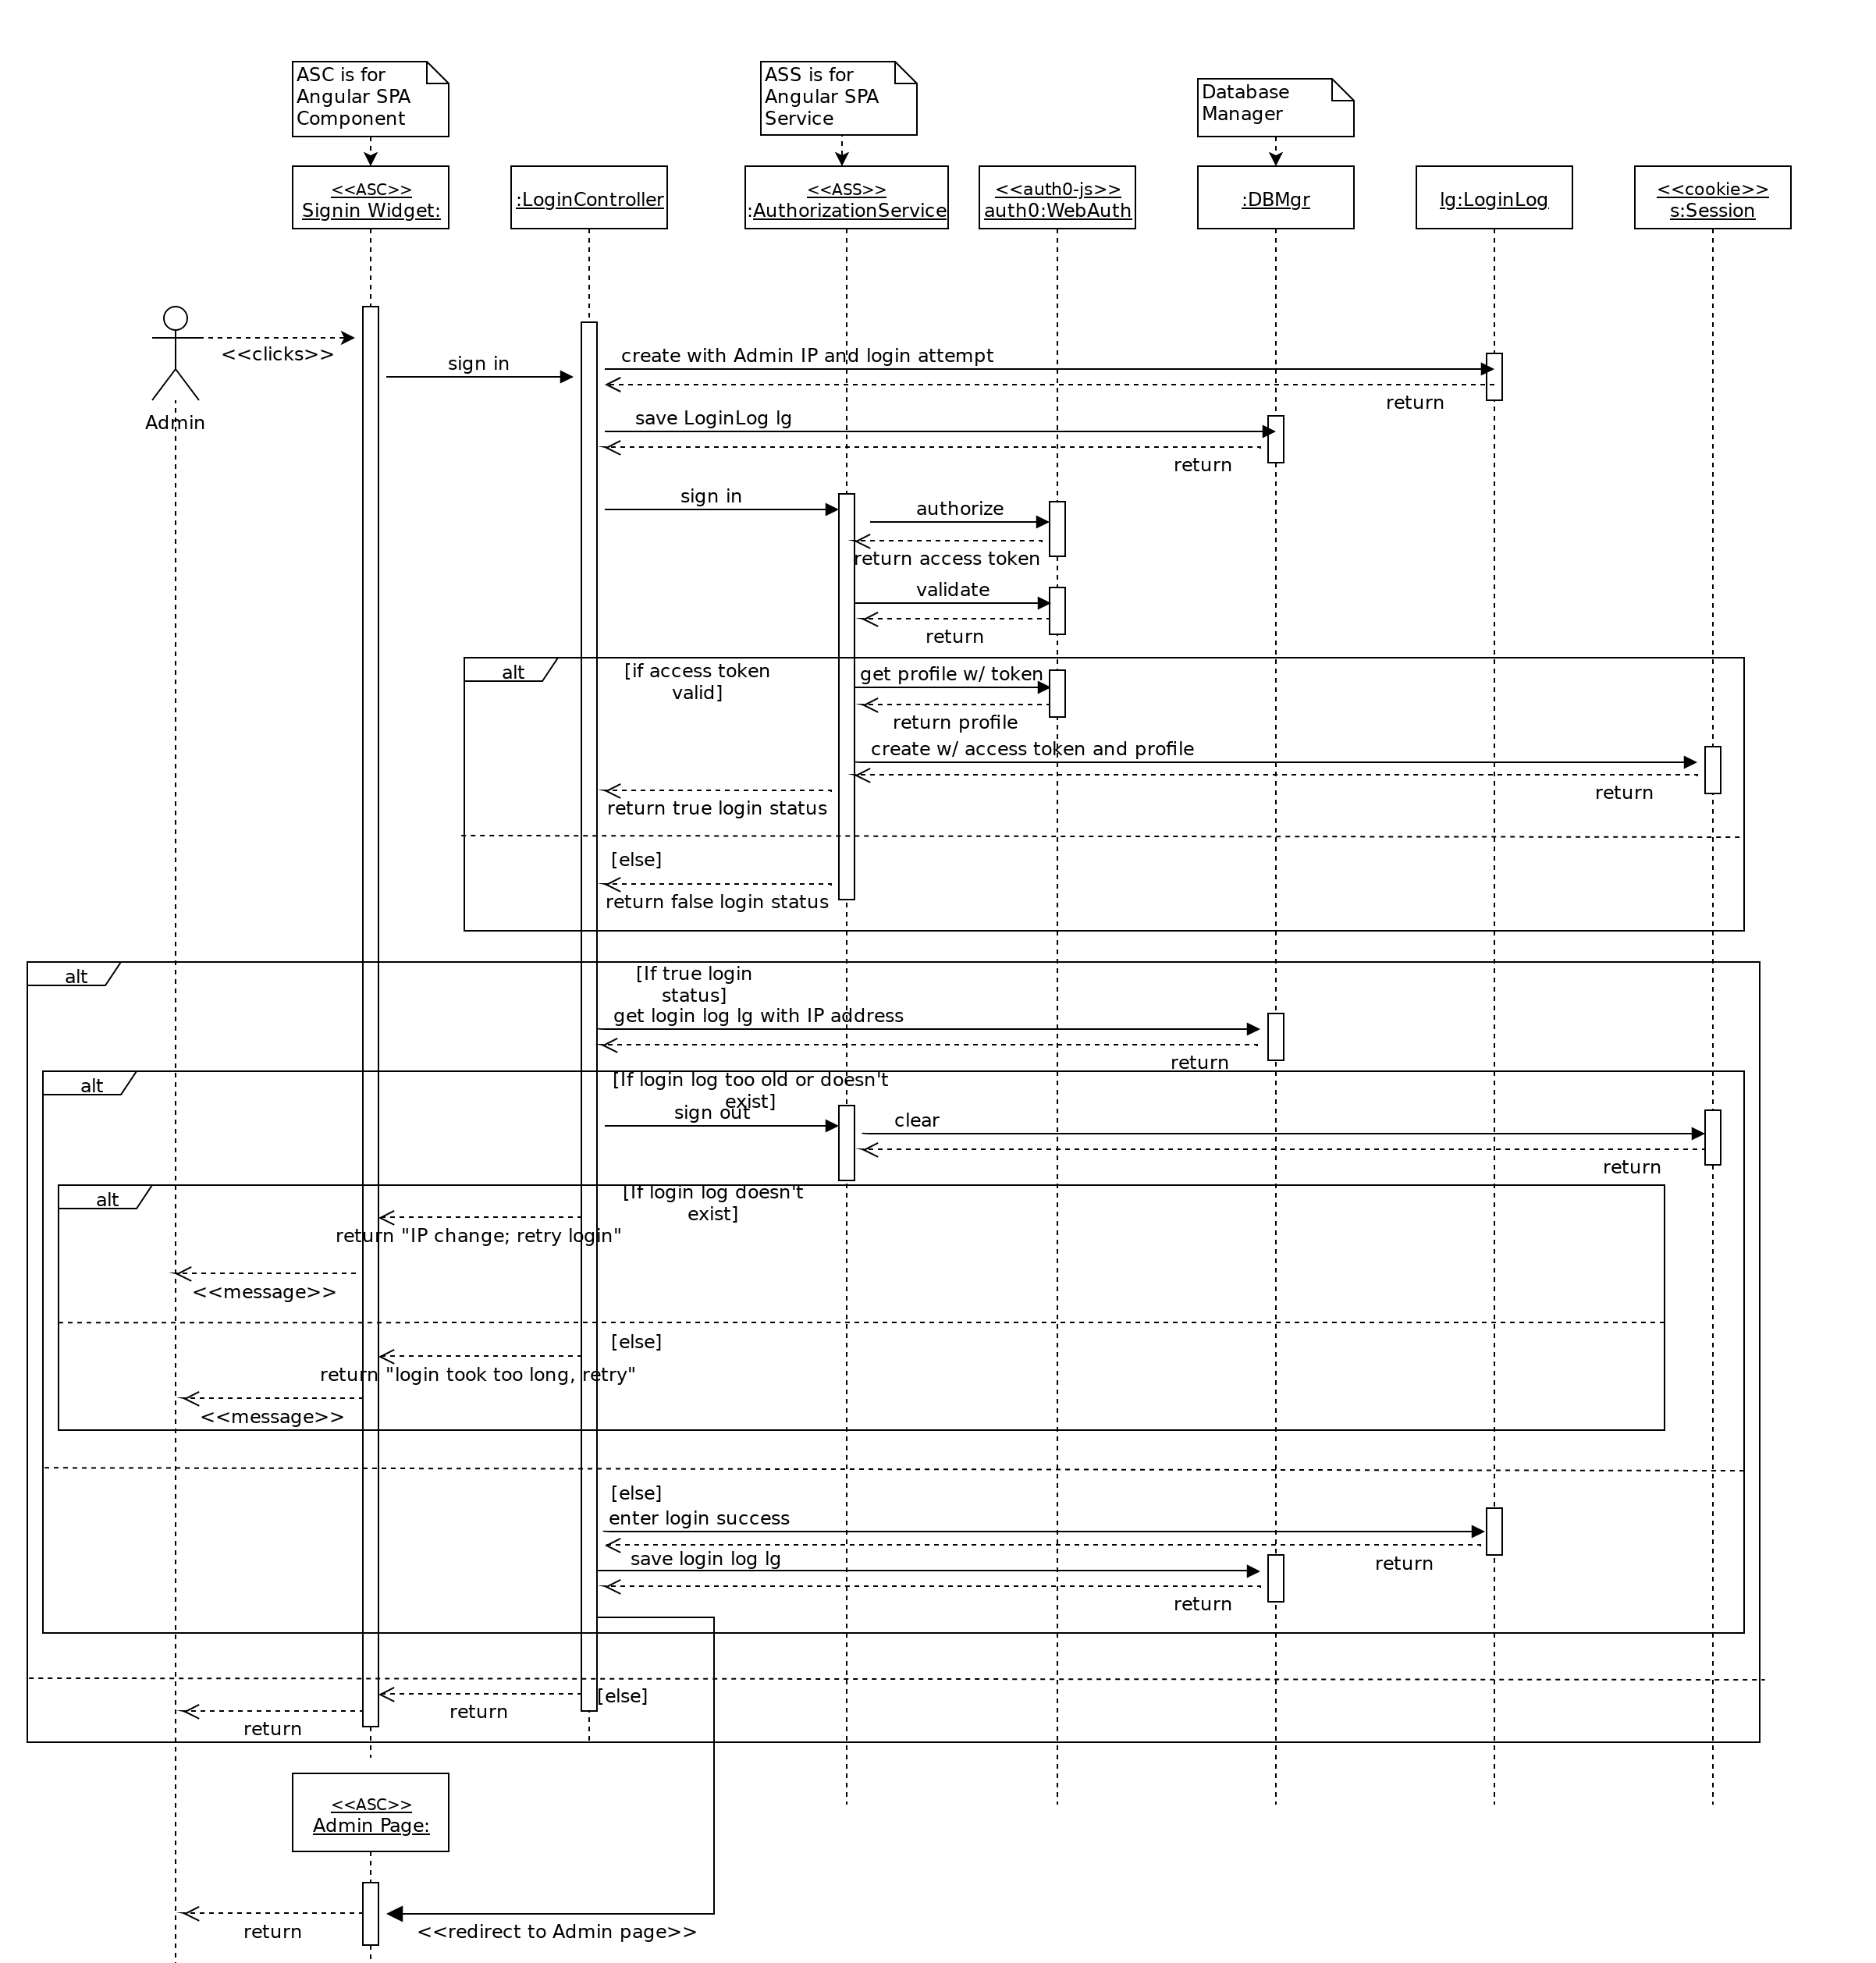 ASC is for
Angular SPA
Component
ASS is for
Angular SPA
Service
Database
Manager
<<ASC>>
Signin Widget:
:LoginController
<<ASS>>
:AuthorizationService
<<auth0-js>>
auth0:WebAuth
:DBMgr
lg:LoginLog
<<cookie>>
s:Session
<<clicks>>
Admin
sign in
create with Admin IP and login attempt
return
save LoginLog lg
return
sign in
authorize
return access token
validate
return
alt
[if access token
valid]
get profile w/ token
return profile
create w/ access token and profile
return
return true login status
[else]
return false login status
alt
[If true login
status]
get login log lg with IP address
return
alt
[If login log too old or doesn't
exist]
sign out
clear
return
alt
[If login log doesn't
exist]
return "IP change; retry login"
<<message>>
[else]
return "login took too long, retry"
<<message>>
[else]
enter login success
return
save login log lg
return
[else]
return
return
<<ASC>>
Admin Page:
return
<<redirect to Admin page>>